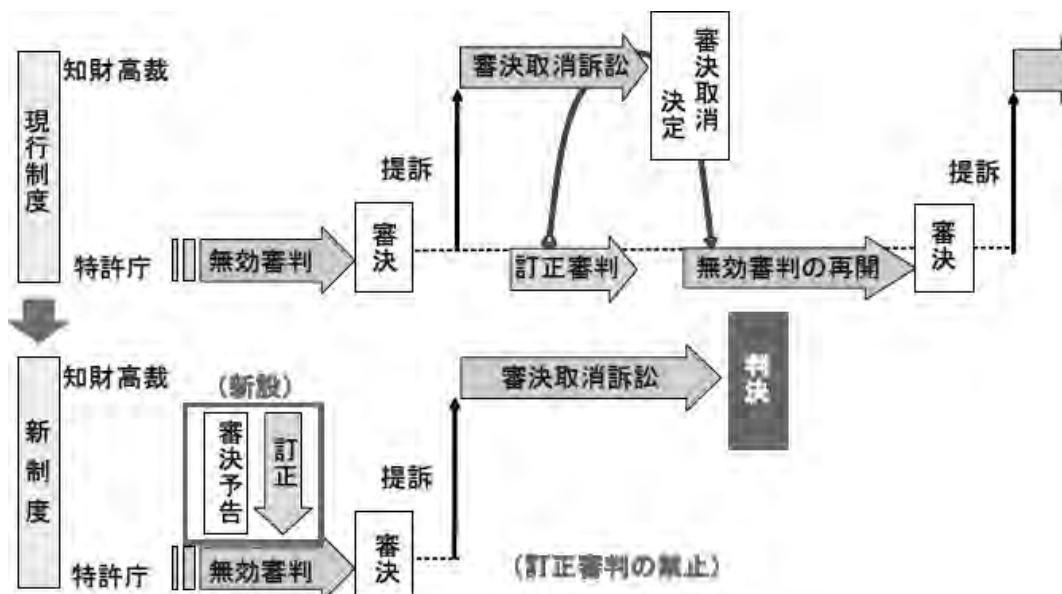 現行制度
知財高裁
審決取消訴訟
審決取消
決定
提訴
提訴
特許庁
無効審判
審決
訂正審判
無効審判の再開
審決
新制度
知財高裁
(新設)
審決予告
訂正
審決取消訴訟
判決
提訴
特許庁
無効審判
審決
(訂正審判の禁止)